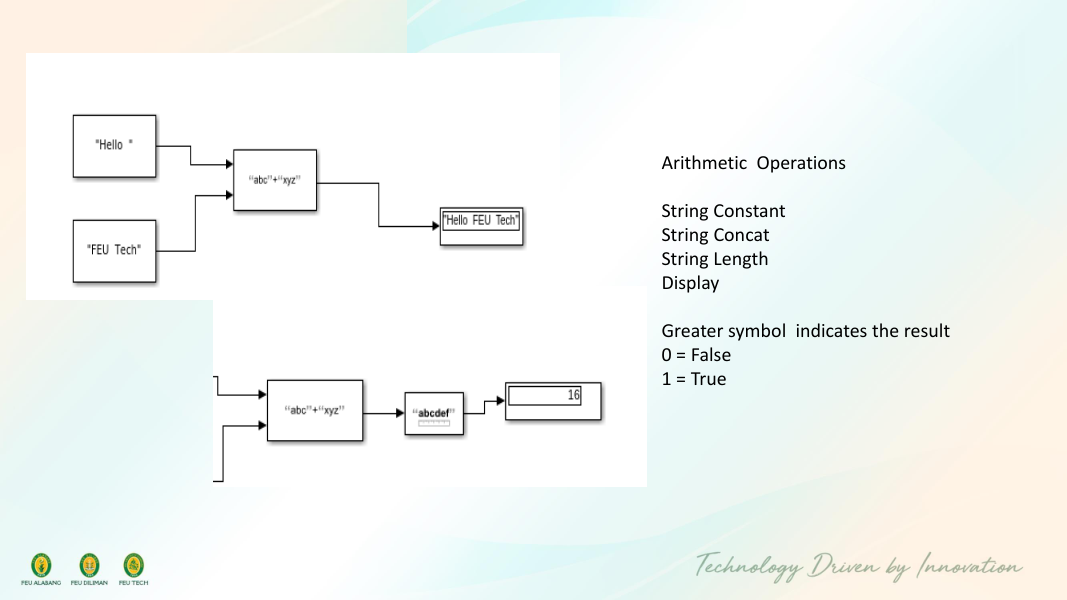 "Hello "
"abc"+"xyz"
"FEU Tech"
"Hello FEU Tech"
"abc"+"xyz"
"abcdef"
16
Arithmetic Operations
String Constant
String Concat
String Length
Display
Greater symbol indicates the result
0 = False
1 = True
FEU ALABANG
FEU DILIMAN
FEU TECH
Technology Driven by Innovation